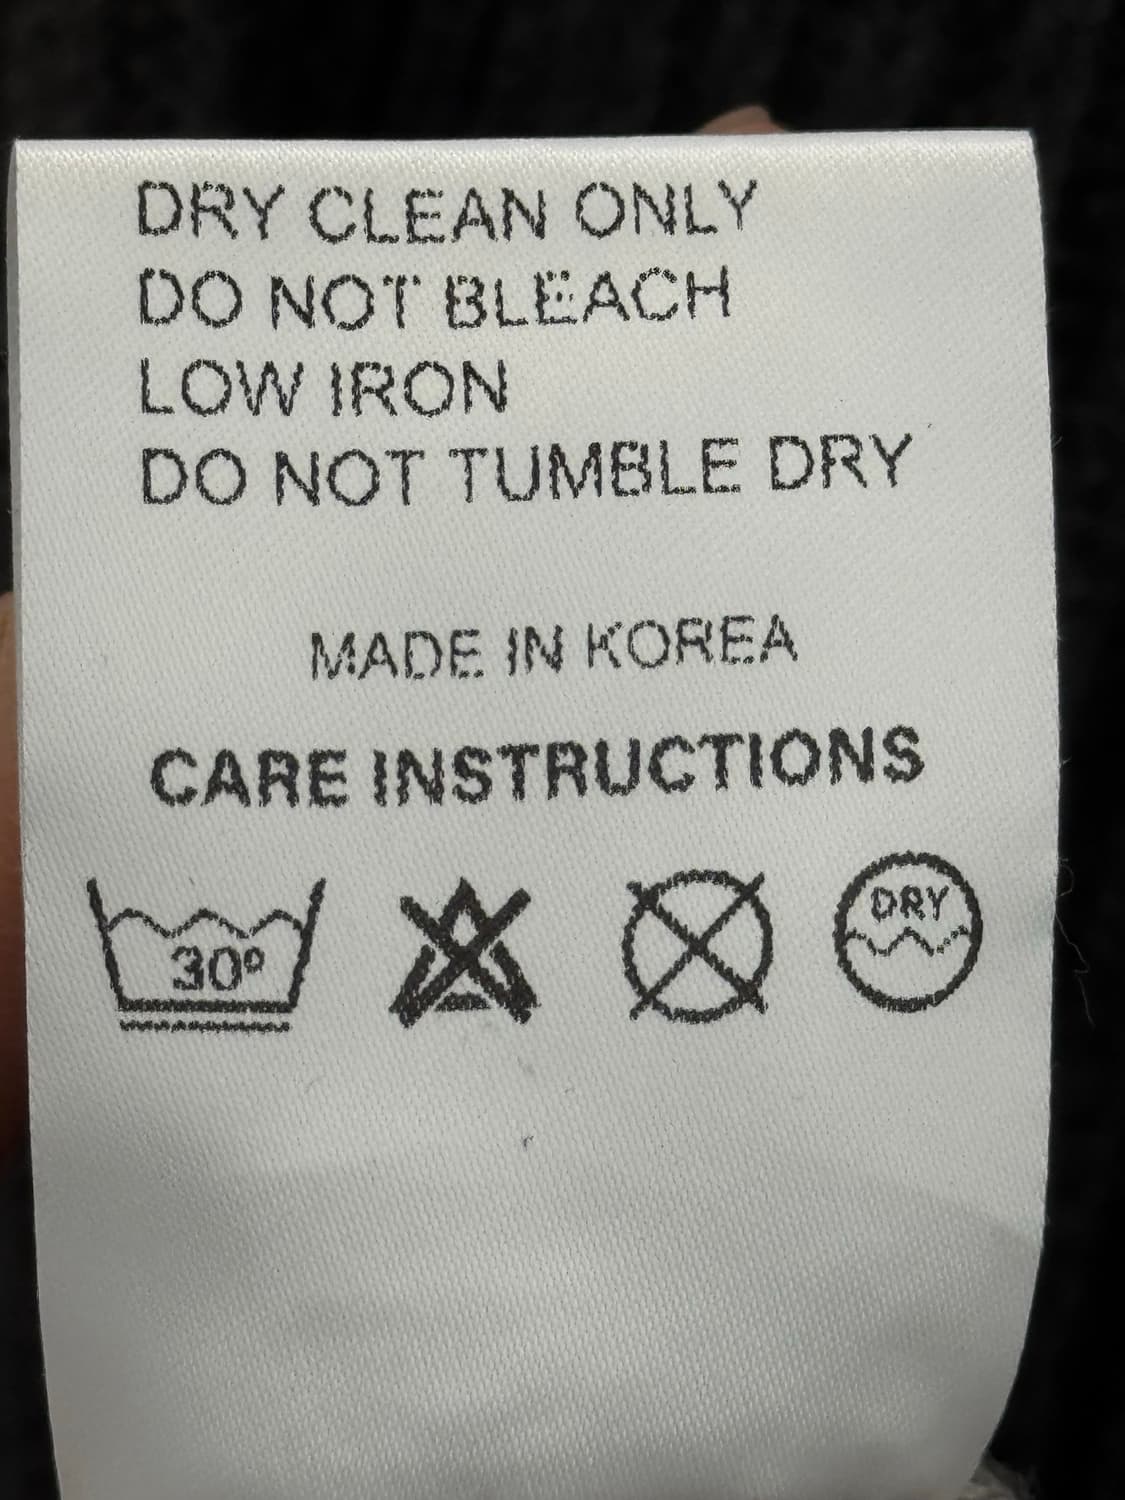 DRY CLEAN ONLY
DO NOT BLEACH
LOW IRON
DO NOT TUMBLE DRY
MADE IN KOREA
CARE INSTRUCTIONS
30° DRY